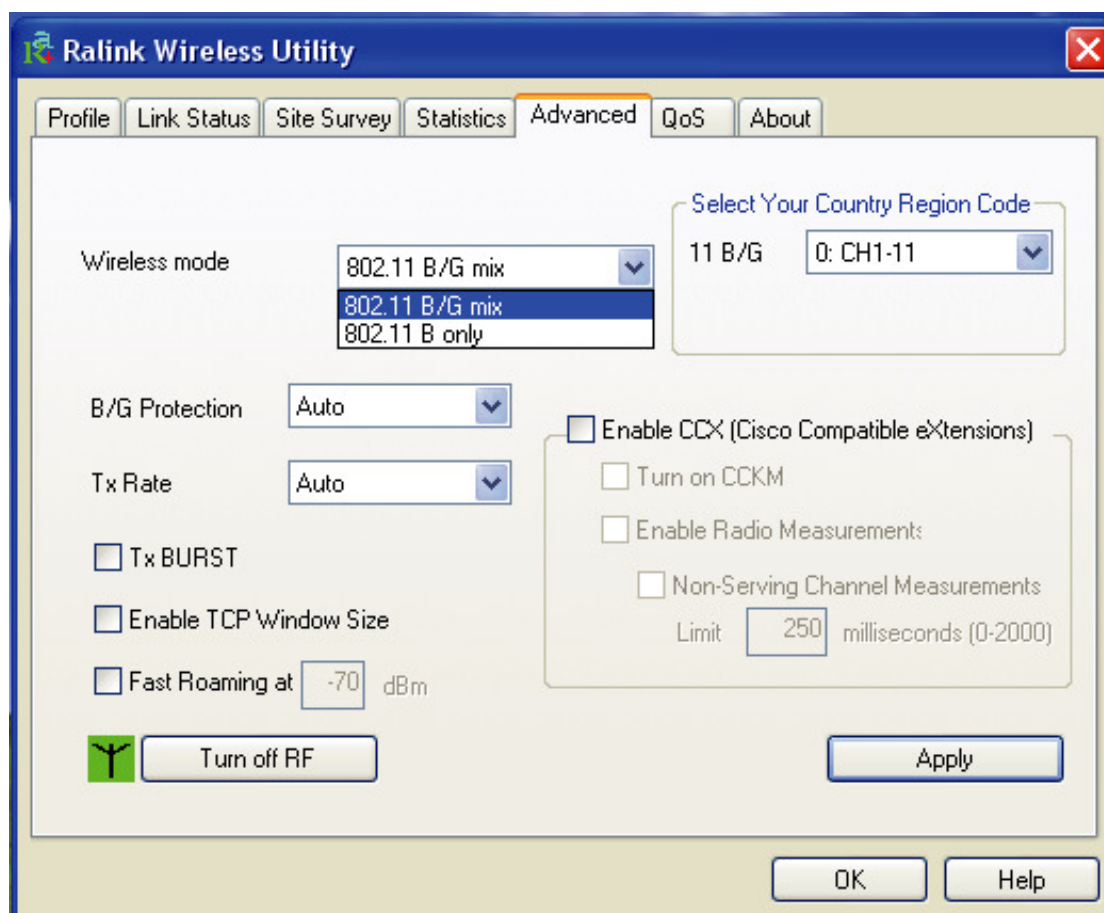 Ralink Wireless Utility
Profile Link Status Site Survey Statistics Advanced QoS About
Select Your Country Region Code
Wireless mode 802.11 B/G mix 11 B/G 0: CH1-11
802.11 B/G mix
802.11 B only
B/G Protection Auto
Enable CCX (Cisco Compatible eXtensions)
Turn on CCKM
Tx Rate Auto
Enable Radio Measurements
Tx BURST
Non-Serving Channel Measurements
Enable TCP Window Size
Limit 250 milliseconds (0-2000)
Fast Roaming at -70 dBm
Turn off RF Apply
OK Help